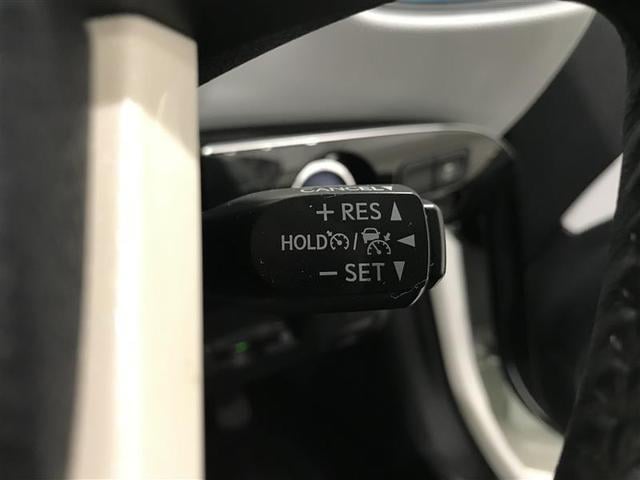 CANCEL
+ RES ▲
HOLD / ◀
− SET ▼